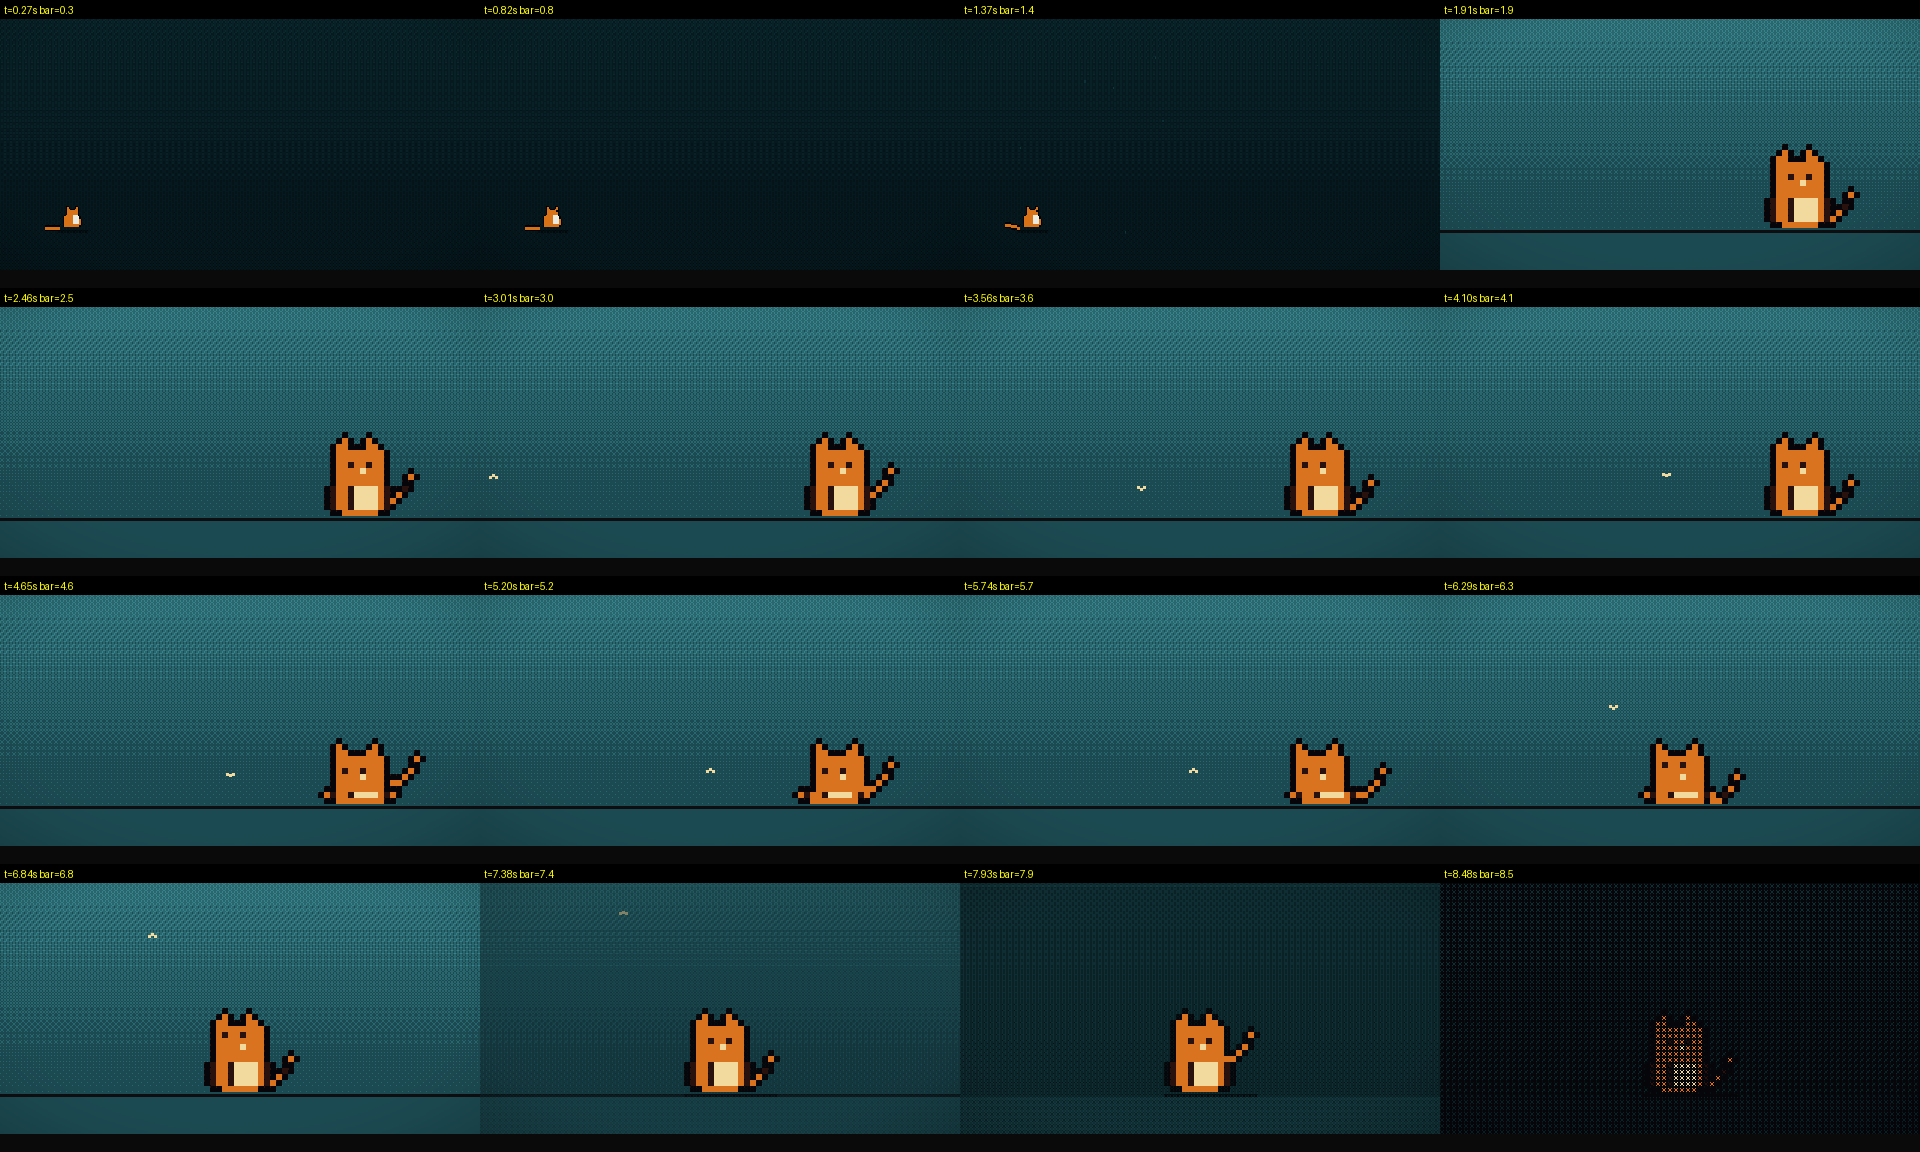 t=0.27s bar=0.3
t=0.82s bar=0.8
t=1.37s bar=1.4
t=1.91s bar=1.9
t=2.46s bar=2.5
t=3.01s bar=3.0
t=3.56s bar=3.6
t=4.10s bar=4.1
t=4.65s bar=4.6
t=5.20s bar=5.2
t=5.74s bar=5.7
t=6.29s bar=6.3
t=6.84s bar=6.8
t=7.38s bar=7.4
t=7.93s bar=7.9
t=8.48s bar=8.5